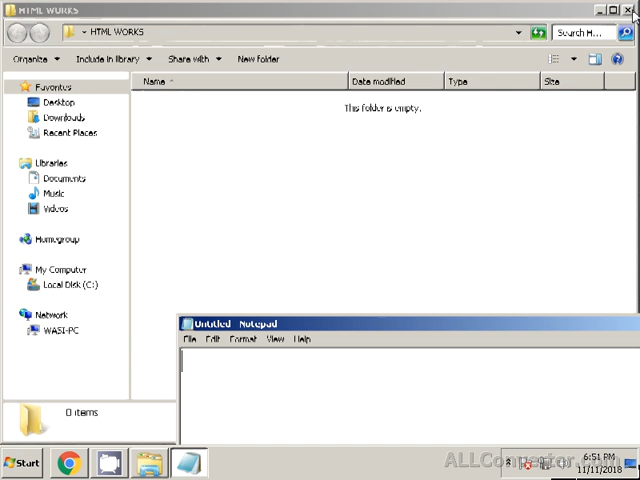 HTML WORKS
HTML WORKS
Search H...
Organize
Include in library
Share with
New folder
Name
Date modified
Type
Size
This folder is empty.
Favorites
Desktop
Downloads
Recent Places
Libraries
Documents
Music
Videos
Homegroup
My Computer
Local Disk (C:)
Network
WASI-PC
Untitled - Notepad
File Edit Format View Help
0 items
Start
6:51 PM
11/11/2018
ALLConverter.com